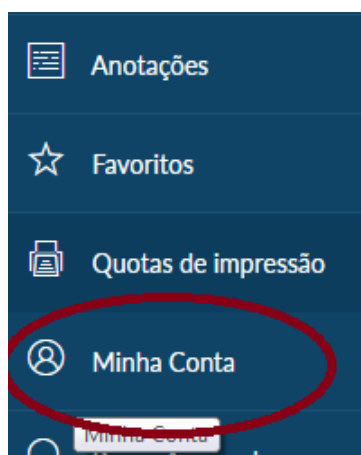 Anotações
Favoritos
Quotas de impressão
Minha Conta
Minha Conta